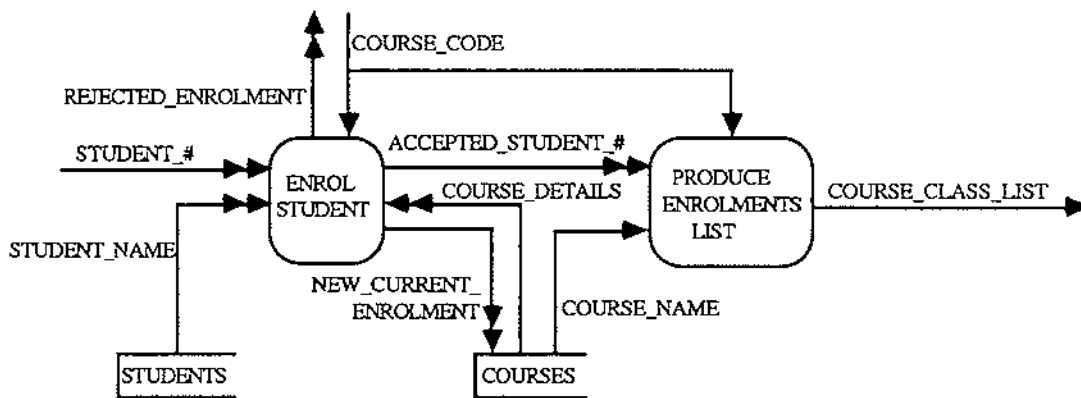 COURSE_CODE
REJECTED_ENROLMENT
STUDENT_#
ACCEPTED_STUDENT_#
ENROL
STUDENT
COURSE_DETAILS
PRODUCE
ENROLMENTS
LIST
COURSE_CLASS_LIST
STUDENT_NAME
NEW_CURRENT_
ENROLMENT
COURSE_NAME
STUDENTS
COURSES